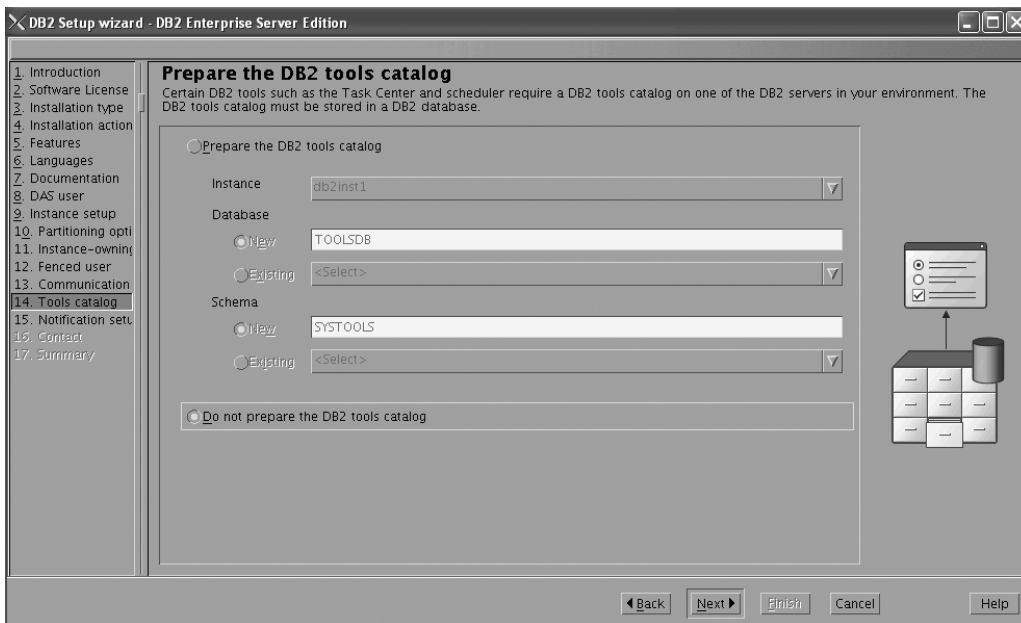 DB2 Setup wizard - DB2 Enterprise Server Edition
1. Introduction
2. Software License
3. Installation type
4. Installation action
5. Features
6. Languages
7. Documentation
8. DAS user
9. Instance setup
10. Partitioning opti
11. Instance-owning
12. Fenced user
13. Communication
14. Tools catalog
15. Notification setu
16. Contact
17. Summary
Prepare the DB2 tools catalog
Certain DB2 tools such as the Task Center and scheduler require a DB2 tools catalog on one of the DB2 servers in your environment. The
DB2 tools catalog must be stored in a DB2 database.
Prepare the DB2 tools catalog
Instance
db2inst1
Database
New
TOOLSDB
Existing
<Select>
Schema
New
SYSTOOLS
Existing
<Select>
Do not prepare the DB2 tools catalog
Back
Next
Finish
Cancel
Help